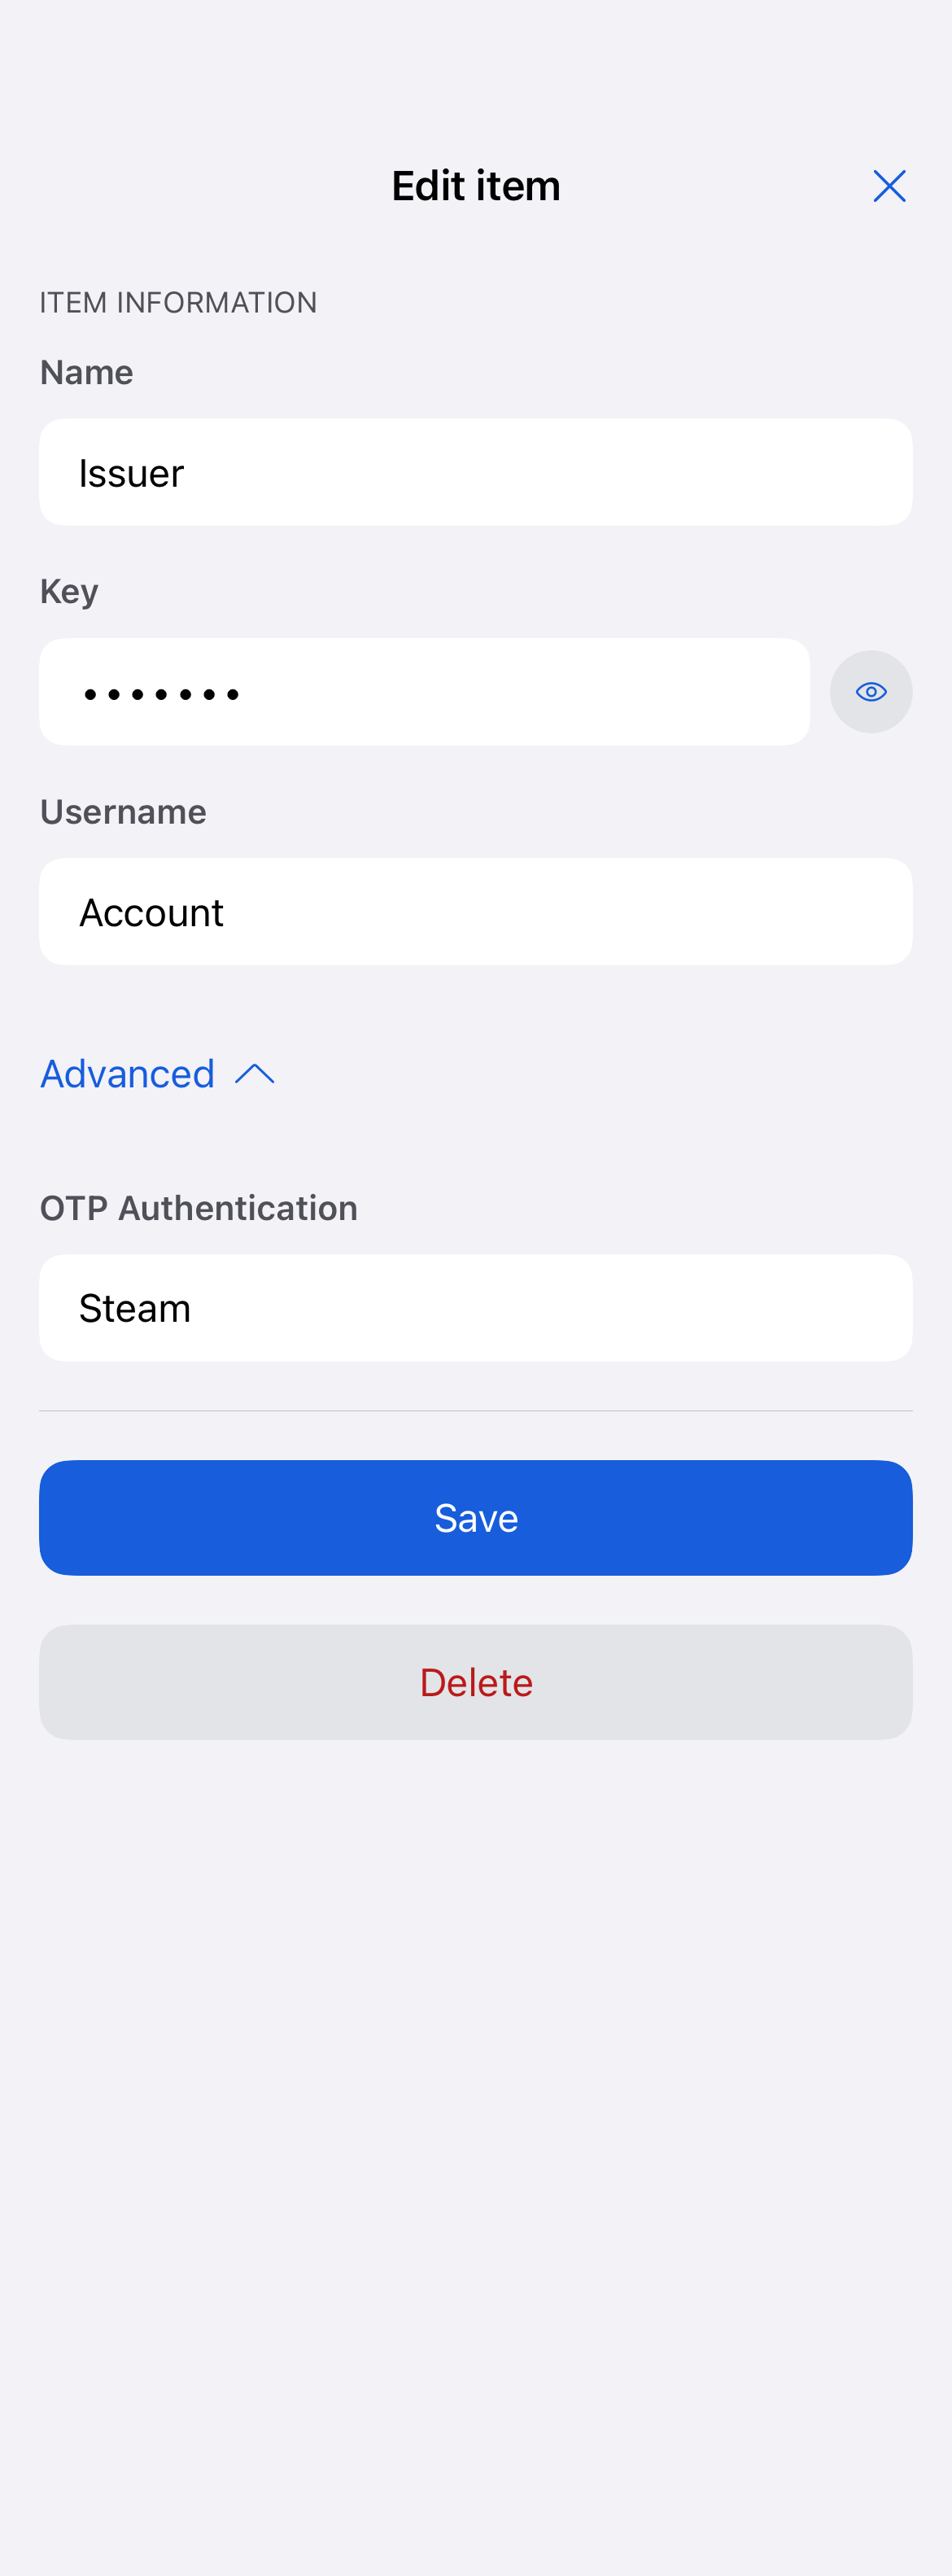 Edit item
ITEM INFORMATION
Name
Issuer
Key
•••••••
Username
Account
Advanced
OTP Authentication
Steam
Save
Delete